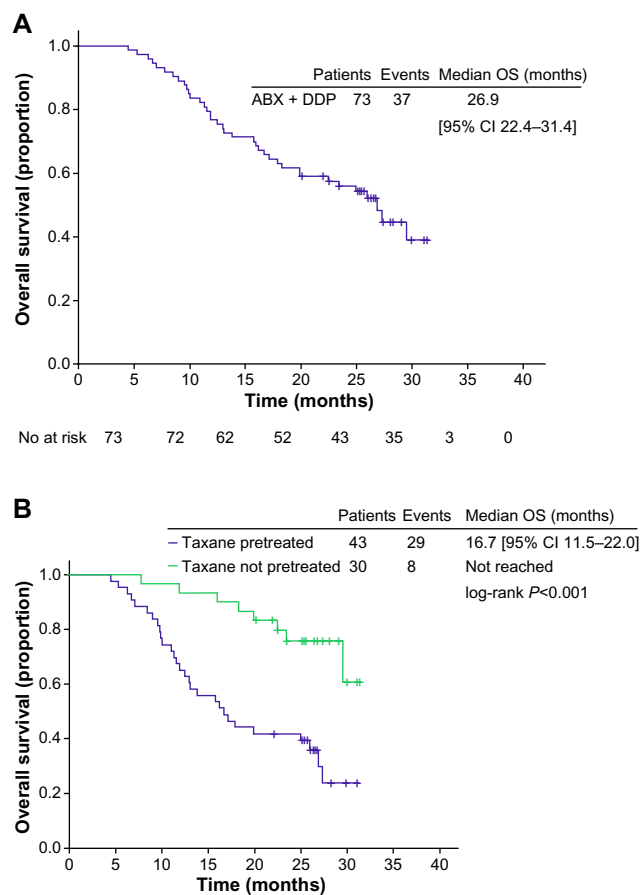 A
Patients Events Median OS (months)
ABX + DDP 73 37 26.9
[95% CI 22.4–31.4]
Overall survival (proportion)
1.0
0.8
0.6
0.4
0.2
0.0
0 5 10 15 20 25 30 35 40
Time (months)
No at risk 73 72 62 52 43 35 3 0
B
Patients Events Median OS (months)
Taxane pretreated 43 29 16.7 [95% CI 11.5–22.0]
Taxane not pretreated 30 8 Not reached
log-rank P<0.001
Overall survival (proportion)
1.0
0.8
0.6
0.4
0.2
0.0
0 5 10 15 20 25 30 35 40
Time (months)